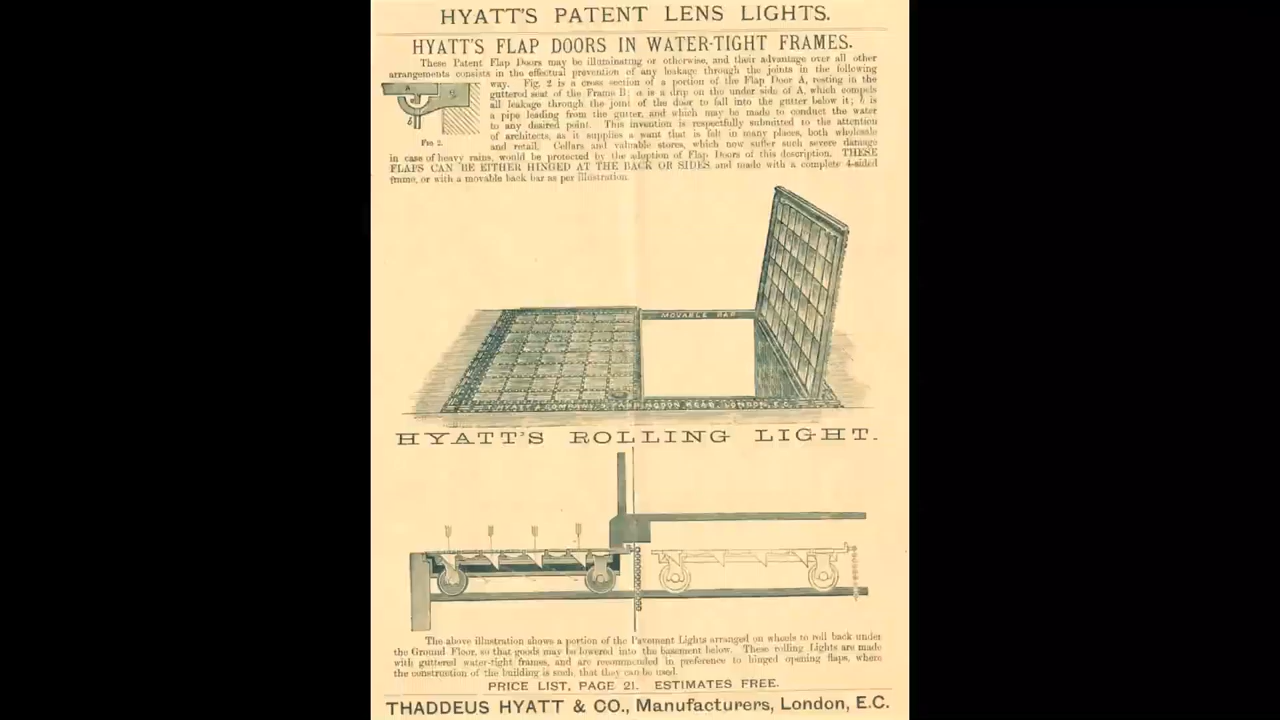 HYATT'S PATENT LENS LIGHTS.
HYATT'S FLAP DOORS IN WATER-TIGHT FRAMES.
These Patent Flap Doors may be illuminating or otherwise, and their advantage over all other
arrangements consists in the effectual prevention of any leakage through the joints in the following
way. Fig. 2 is a cross section of a portion of the Flap Door A, resting in the
guttered seat of the Frame B; a is a drop on the under side of A, which compels
all leakage through the joint of the door to fall into the gutter below it; b is
a pipe leading from the gutter, and which may be made to conduct the water
to any desired point. This invention is respectfully submitted to the attention
of architects, as it supplies a want that is felt in many places, both wholesale
and retail. Cellars and valuable stores, which now suffer such severe damage
in case of heavy rains, would be protected by the adoption of Flap Doors of this description. THESE
FLAPS CAN BE EITHER HINGED AT THE BACK OR SIDES and made with a complete 4-sided
frame, or with a movable back bar as per illustration.
A
FIG 2.
MOVABLE BAR
LONDON, E.C.
HYATT'S ROLLING LIGHT.
The above illustration shows a portion of the Pavement Lights arranged on wheels to roll back under
the Ground Floor, so that goods may be lowered into the basement below. These rolling Lights are made
with guttered water-tight frames, and are recommended in preference to hinged opening flaps, where
the construction of the building is such, that they can be used.
PRICE LIST, PAGE 21. ESTIMATES FREE.
THADDEUS HYATT & CO., Manufacturers, London, E.C.